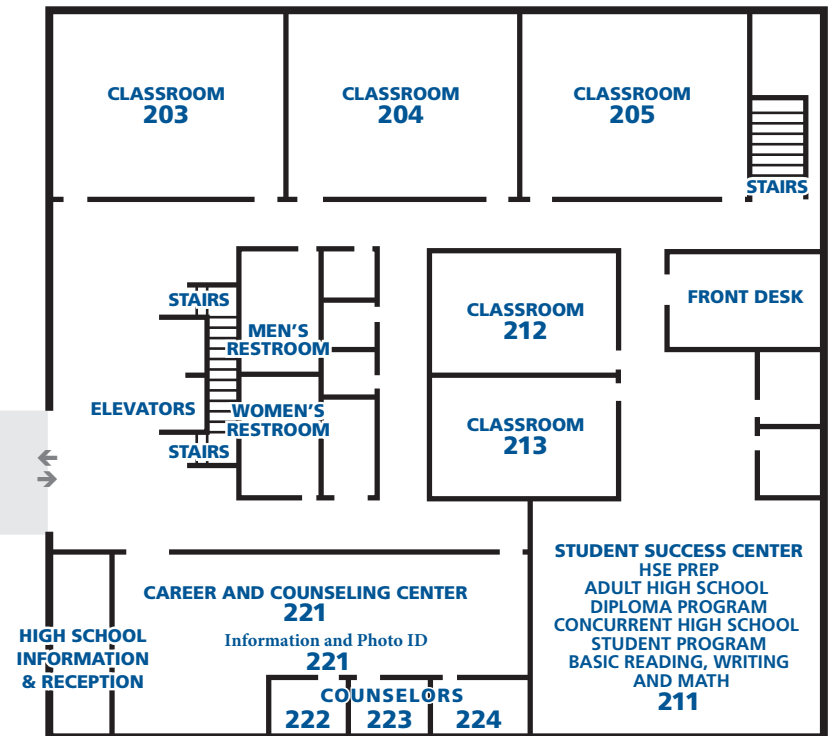 CLASSROOM
203
CLASSROOM
204
CLASSROOM
205
STAIRS
STAIRS
MEN'S
RESTROOM
CLASSROOM
212
FRONT DESK
ELEVATORS
WOMEN'S
RESTROOM
STAIRS
CLASSROOM
213
CAREER AND COUNSELING CENTER
221
Information and Photo ID
221
HIGH SCHOOL
INFORMATION
& RECEPTION
COUNSELORS
222
223
224
STUDENT SUCCESS CENTER
HSE PREP
ADULT HIGH SCHOOL
DIPLOMA PROGRAM
CONCURRENT HIGH SCHOOL
STUDENT PROGRAM
BASIC READING, WRITING
AND MATH
211